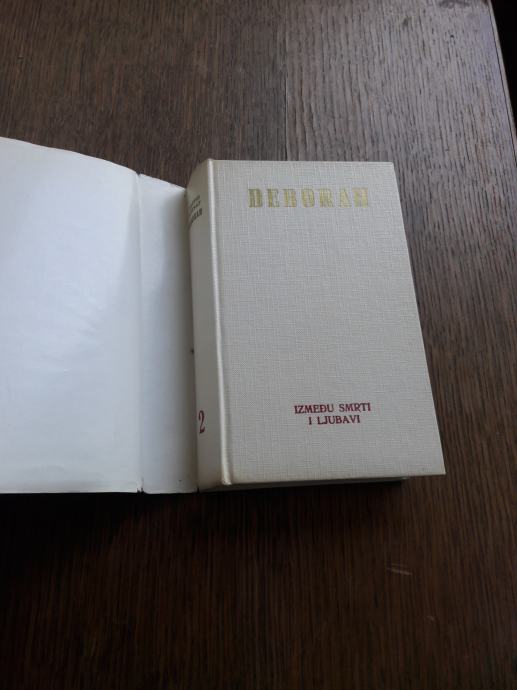 DEBORAH
IZMEĐU SMRTI
I LJUBAVI
2